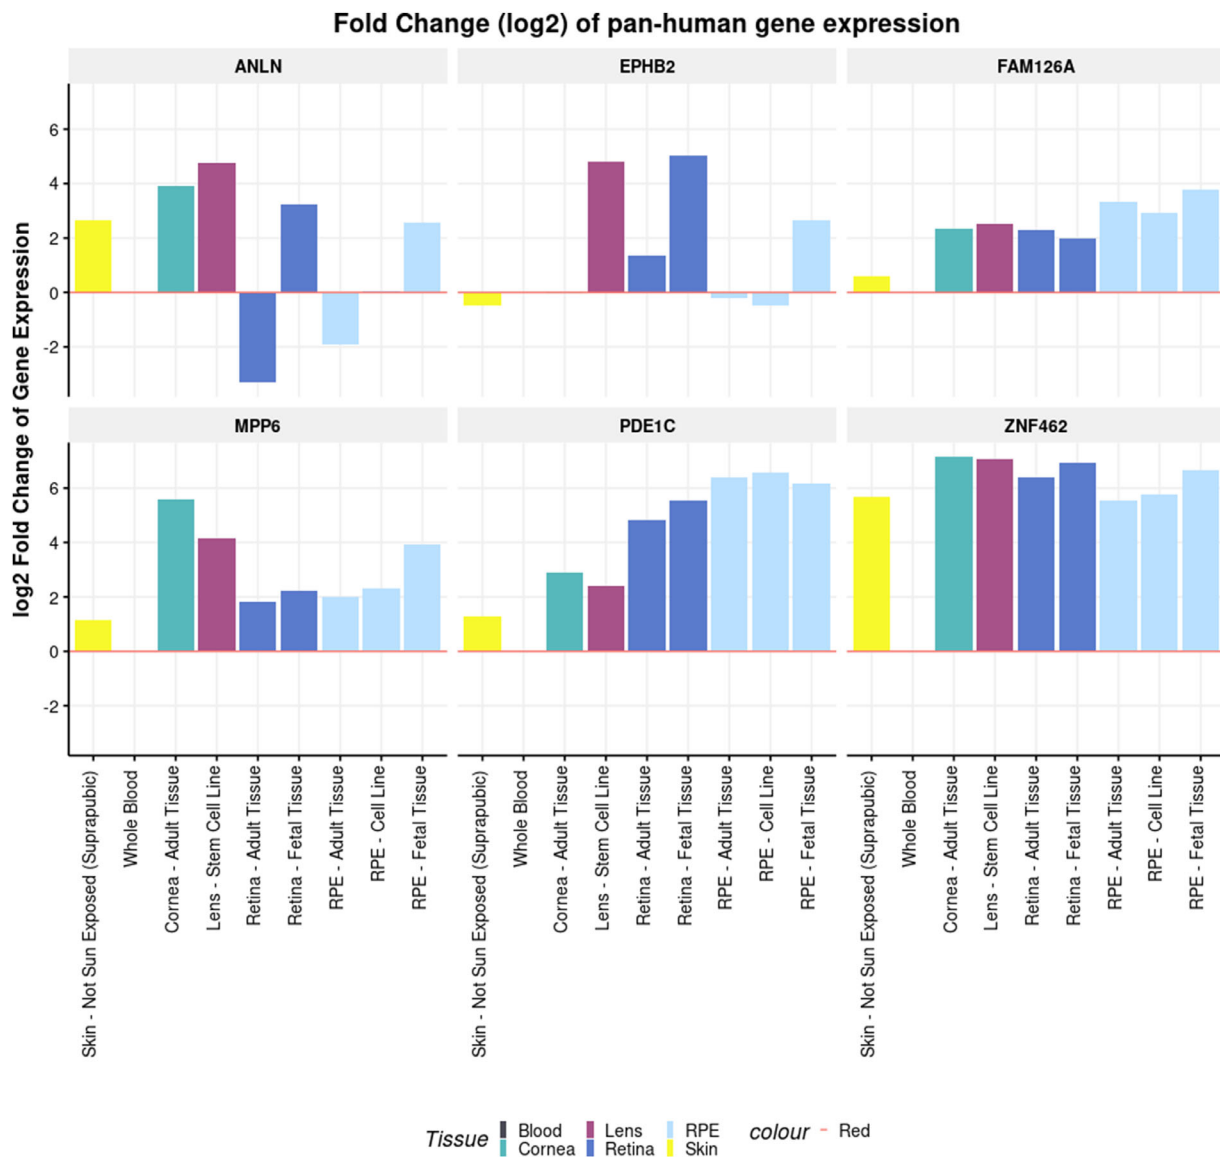 Fold Change (log2) of pan-human gene expression
ANLN
EPHB2
FAM126A
6
4
2
0
-2
MPP6
PDE1C
ZNF462
6
4
2
0
-2
log2 Fold Change of Gene Expression
Skin - Not Sun Exposed (Suprapubic)
Whole Blood
Cornea - Adult Tissue
Lens - Stem Cell Line
Retina - Adult Tissue
Retina - Fetal Tissue
RPE - Adult Tissue
RPE - Cell Line
RPE - Fetal Tissue
Skin - Not Sun Exposed (Suprapubic)
Whole Blood
Cornea - Adult Tissue
Lens - Stem Cell Line
Retina - Adult Tissue
Retina - Fetal Tissue
RPE - Adult Tissue
RPE - Cell Line
RPE - Fetal Tissue
Skin - Not Sun Exposed (Suprapubic)
Whole Blood
Cornea - Adult Tissue
Lens - Stem Cell Line
Retina - Adult Tissue
Retina - Fetal Tissue
RPE - Adult Tissue
RPE - Cell Line
RPE - Fetal Tissue
Tissue
Blood
Cornea
Lens
Retina
RPE
Skin
colour
Red